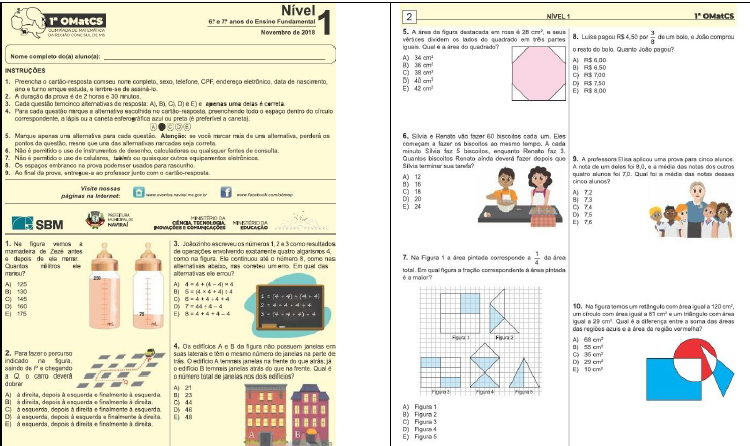 1ª OMatCS
OLIMPÍADA DE MATEMÁTICA
DA REGIÃO CONE SUL DE MS
Nível 1
6.º e 7.º anos do Ensino Fundamental
Novembro de 2018
Nome completo do(a) aluno(a):
INSTRUÇÕES
1. Preencha o cartão-resposta com seu nome completo, sexo, telefone, CPF, endereço eletrônico, data de nascimento,
ano e turno em que estuda, e lembre-se de assiná-lo.
2. A duração da prova é de 2 horas e 30 minutos.
3. Cada questão tem cinco alternativas de resposta: A), B), C), D) e E) e apenas uma delas é correta.
4. Para cada questão marque a alternativa escolhida no cartão-resposta, preenchendo todo o espaço dentro do círculo
correspondente, a lápis ou a caneta esferográfica azul ou preta (é preferível a caneta).
5. Marque apenas uma alternativa para cada questão. Atenção: se você marcar mais de uma alternativa, perderá os
pontos da questão, mesmo que uma das alternativas marcadas seja correta.
6. Não é permitido o uso de instrumentos de desenho, calculadoras ou quaisquer fontes de consulta.
7. Não é permitido o uso de celulares, tablets ou quaisquer outros equipamentos eletrônicos.
8. Os espaços em branco na prova podem ser usados para rascunho.
9. Ao final da prova, entregue-a ao professor junto com o cartão-resposta.
Visite nossas
páginas na Internet:
SBM
PREFEITURA
MUNICIPAL DE
NAVIRAÍ
MINISTÉRIO DA
CIÊNCIA, TECNOLOGIA,
INOVAÇÕES E COMUNICAÇÕES
MINISTÉRIO DA
EDUCAÇÃO
1. Na figura vemos a
mamadeira de Zezé antes
e depois de ele mamar.
Quantos mililitros ele
mamou?
A) 125
B) 130
C) 145
D) 160
E) 175
200
mL
75
mL
2. Para fazer o percurso
indicado na figura,
saindo de P e chegando
a Q, o carro deverá
dobrar
A) à direita, depois à esquerda e finalmente à esquerda.
B) à direita, depois à esquerda e finalmente à direita.
C) à esquerda, depois à direita e finalmente à esquerda.
D) à esquerda, depois à esquerda e finalmente à direita.
E) à esquerda, depois à direita e finalmente à direita.
3. Joãozinho escreveu os números 1, 2 e 3 como resultados
de operações envolvendo exatamente quatro algarismos 4,
como na figura. Ele continuou até o número 8, como nas
alternativas abaixo, mas cometeu um erro. Em qual das
alternativas ele errou?
A) 4 = 4 + (4 – 4) × 4
B) 5 = (4 × 4 + 4) ÷ 4
C) 6 = 4 + 4 ÷ 4 + 4
D) 7 = 44 ÷ 4 – 4
E) 8 = 4 + 4 + 4 – 4
4. Os edifícios A e B da figura não possuem janelas em
suas laterais e têm o mesmo número de janelas na parte de
trás. O edifício A tem mais janelas na frente do que atrás; já
o edifício B tem mais janelas atrás do que na frente. Qual é
o número total de janelas nos dois edifícios?
A) 21
B) 23
C) 44
D) 46
E) 48
A
B
2
NÍVEL 1
1ª OMatCS
5. A área da figura destacada em rosa é 28 cm², e seus
vértices dividem os lados do quadrado em três partes
iguais. Qual é a área do quadrado?
A) 34 cm²
B) 36 cm²
C) 38 cm²
D) 40 cm²
E) 42 cm²
6. Sílvia e Renato vão fazer 60 biscoitos cada um. Eles
começam a fazer os biscoitos ao mesmo tempo. A cada
minuto Sílvia faz 5 biscoitos, enquanto Renato faz 3.
Quantos biscoitos Renato ainda deverá fazer depois que
Sílvia terminar sua tarefa?
A) 12
B) 16
C) 18
D) 20
E) 24
7. Na Figura 1 a área pintada corresponde a 1/4 da área
total. Em qual figura a fração correspondente à área pintada
é a maior?
Figura 1
Figura 2
Figura 3
Figura 4
Figura 5
A) Figura 1
B) Figura 2
C) Figura 3
D) Figura 4
E) Figura 5
8. Luísa pagou R$ 4,50 por 3/8 de um bolo, e João comprou
o resto do bolo. Quanto João pagou?
A) R$ 6,00
B) R$ 6,50
C) R$ 7,00
D) R$ 7,50
E) R$ 8,00
9. A professora Elisa aplicou uma prova para cinco alunos.
A nota de um deles foi 8,0, e a média das notas dos outros
quatro alunos foi 7,0. Qual foi a média das notas desses
cinco alunos?
A) 7,2
B) 7,3
C) 7,4
D) 7,5
E) 7,6
10. Na figura temos um retângulo com área igual a 120 cm²,
um círculo com área igual a 81 cm² e um triângulo com área
igual a 29 cm². Qual é a diferença entre a soma das áreas
das regiões azuis e a área da região vermelha?
A) 68 cm²
B) 55 cm²
C) 35 cm²
D) 29 cm²
E) 10 cm²